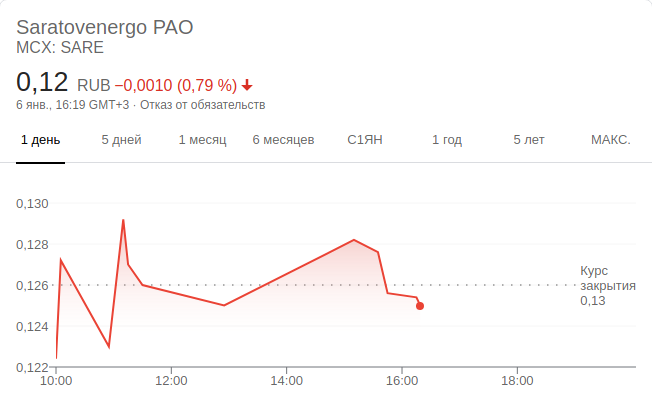 Saratovenergo PAO
MCX: SARE
0,12 RUB −0,0010 (0,79 %)
6 янв., 16:19 GMT+3 · Отказ от обязательств
1 день 5 дней 1 месяц 6 месяцев С1ЯН 1 год 5 лет МАКС.
0,130
0,128
0,126
0,124
0,122
Курс
закрытия
0,13
10:00 12:00 14:00 16:00 18:00